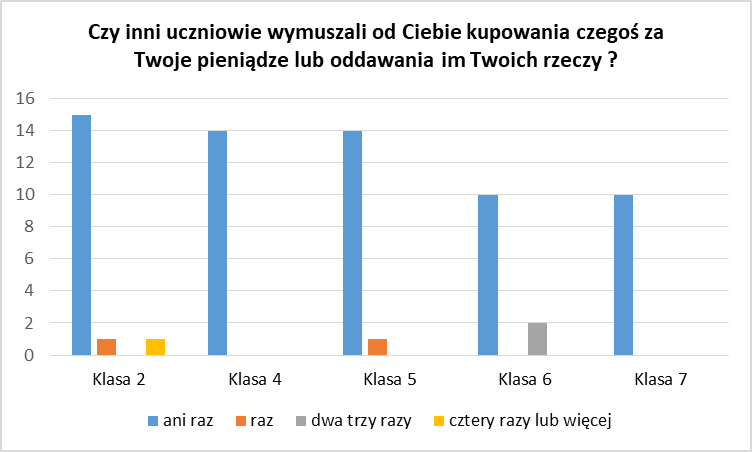 Czy inni uczniowie wymuszali od Ciebie kupowania czegoś za
Twoje pieniądze lub oddawania im Twoich rzeczy ?
16
14
12
10
8
6
4
2
0
Klasa 2 Klasa 4 Klasa 5 Klasa 6 Klasa 7
ani raz raz dwa trzy razy cztery razy lub więcej